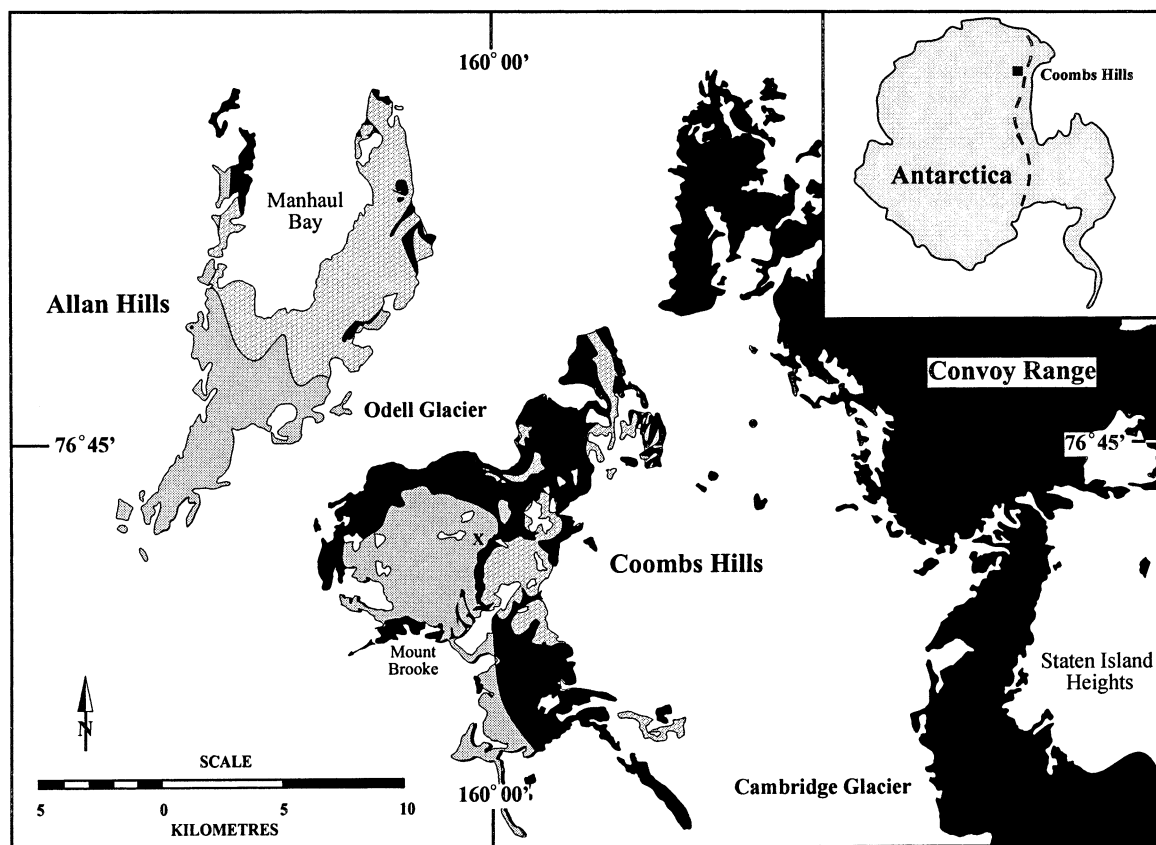 160° 00'
Coombs Hills
Antarctica
Manhaul
Bay
Allan Hills
Convoy Range
Odell Glacier
76° 45'
76° 45'
X
Coombs Hills
Mount
Brooke
Staten Island
Heights
N
SCALE
5 0 5 10
KILOMETRES
160° 00'
Cambridge Glacier